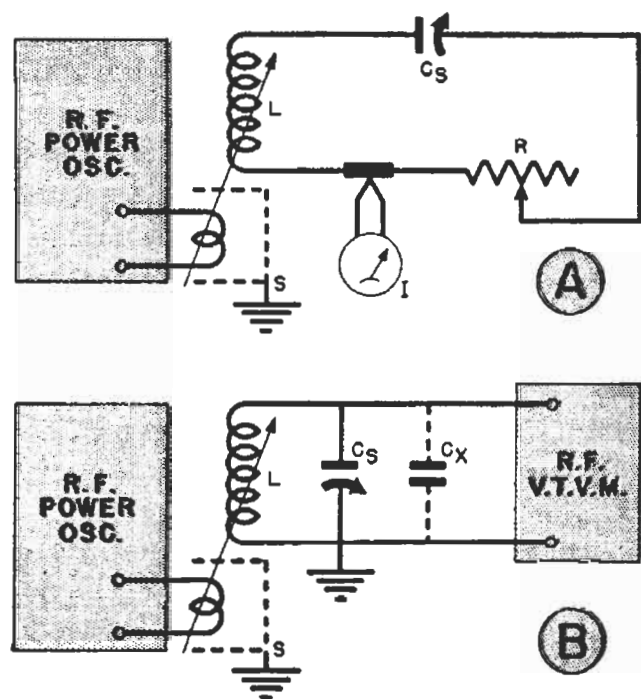 R.F.
POWER
OSC.
L
CS
R
I
S
A
R.F.
POWER
OSC.
L
CS
CX
R.F.
V.T.V.M.
S
B